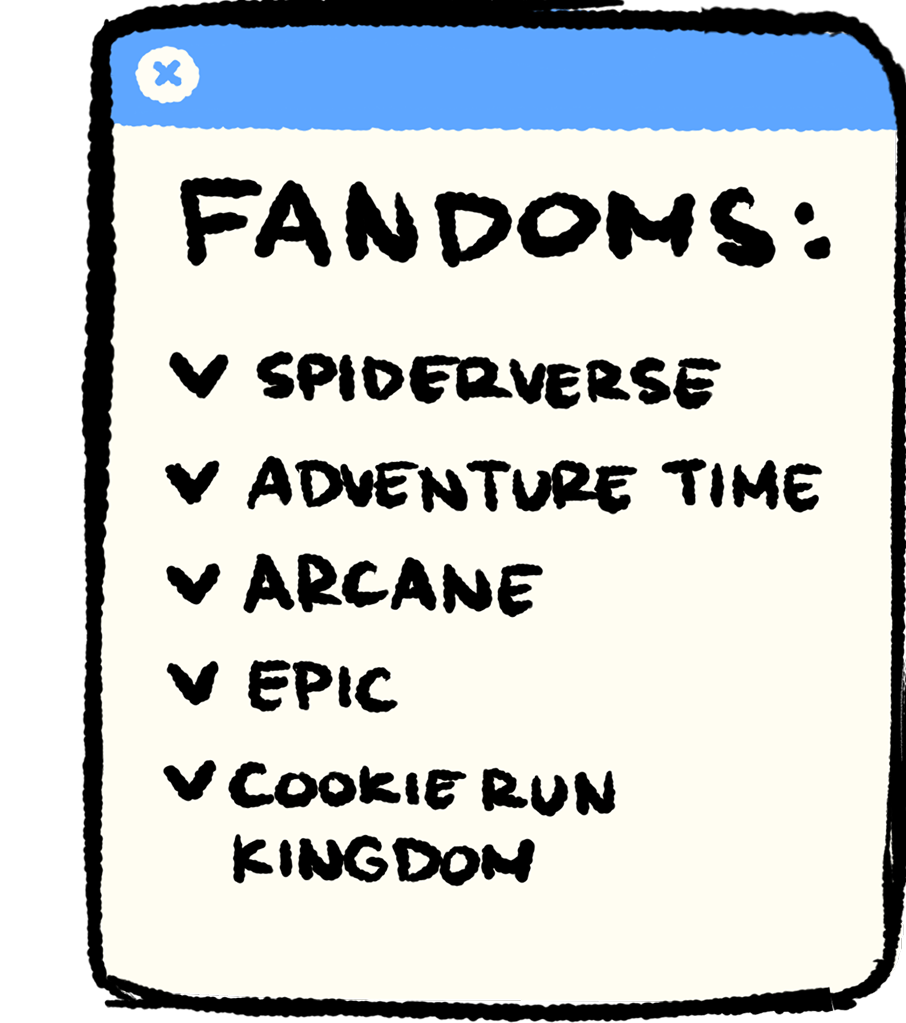 FANDOMS:
SPIDERVERSE
ADVENTURE TIME
ARCANE
EPIC
COOKIE RUN
KINGDOM